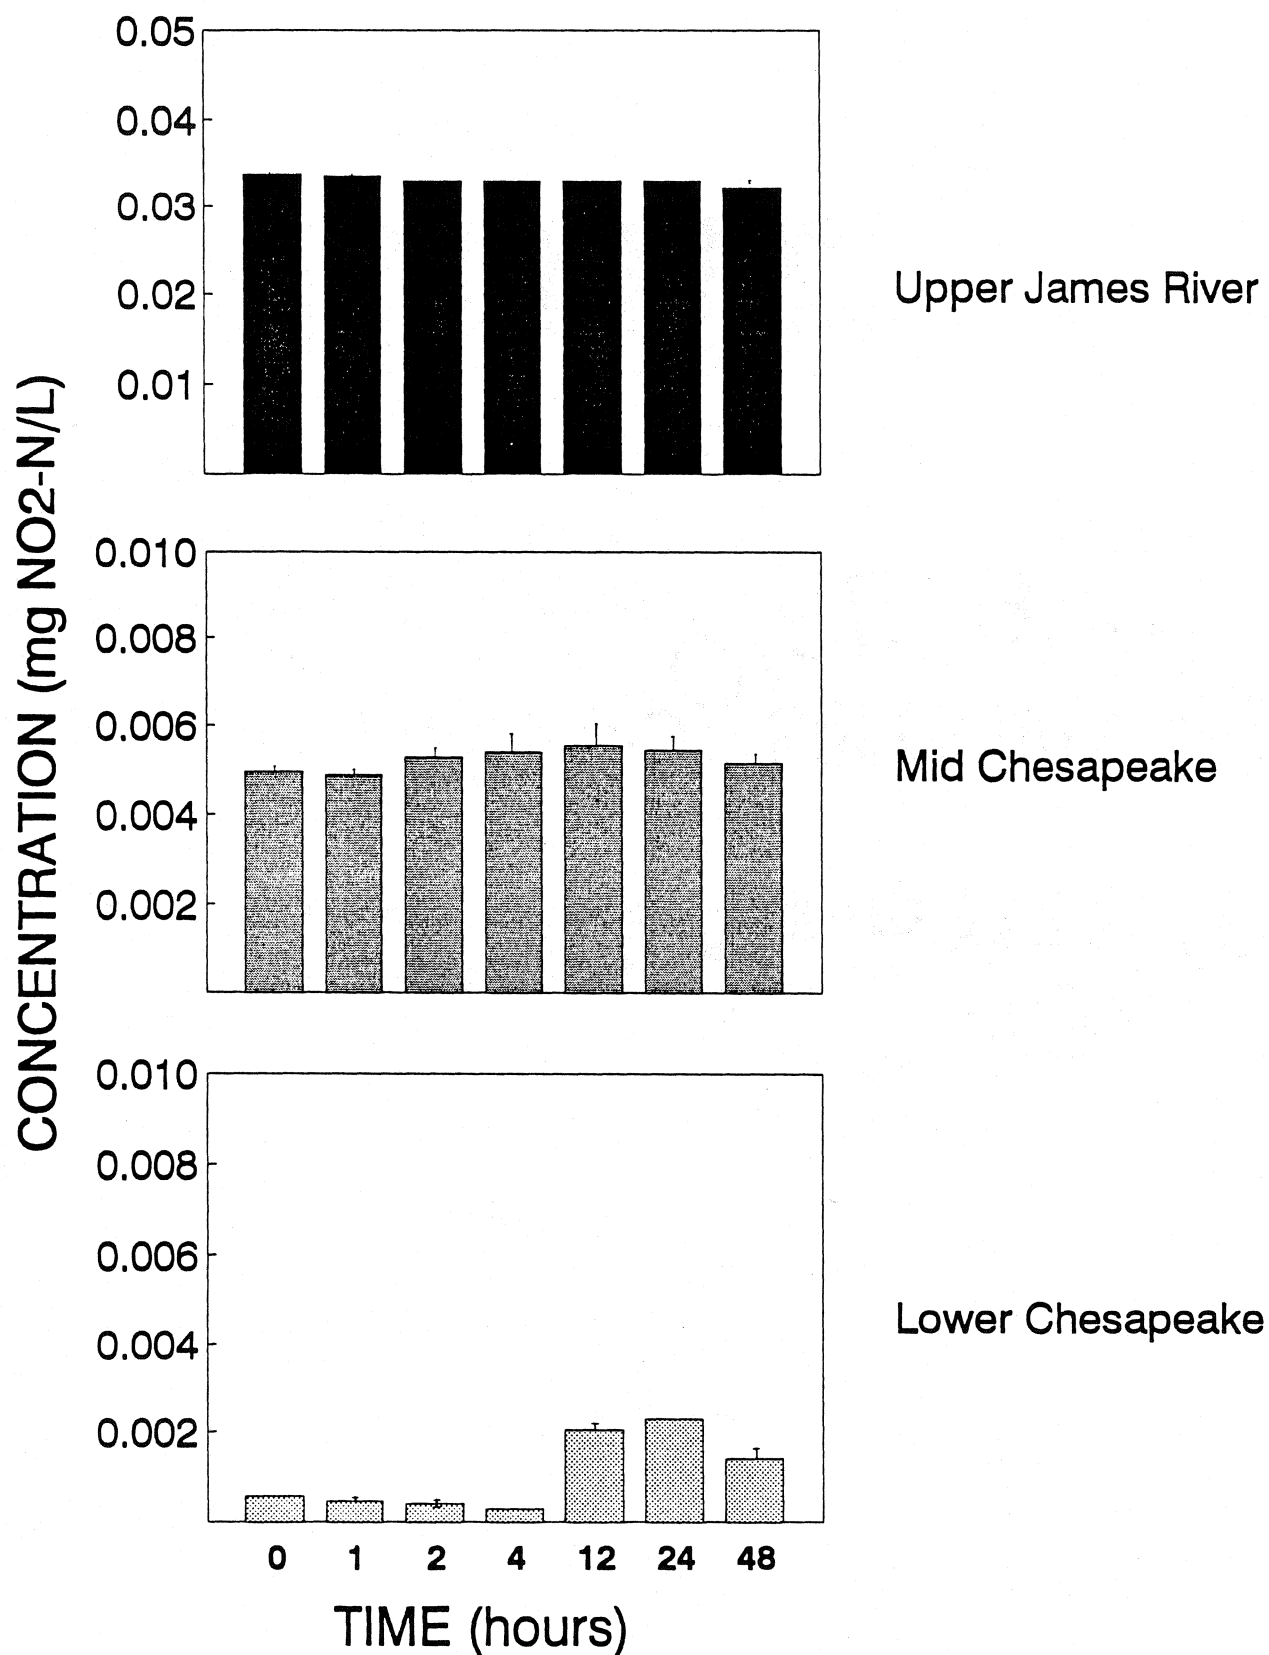 CONCENTRATION (mg NO2-N/L)
0.05
0.04
0.03
0.02
0.01
Upper James River
0.010
0.008
0.006
0.004
0.002
Mid Chesapeake
0.010
0.008
0.006
0.004
0.002
Lower Chesapeake
0 1 2 4 12 24 48
TIME (hours)